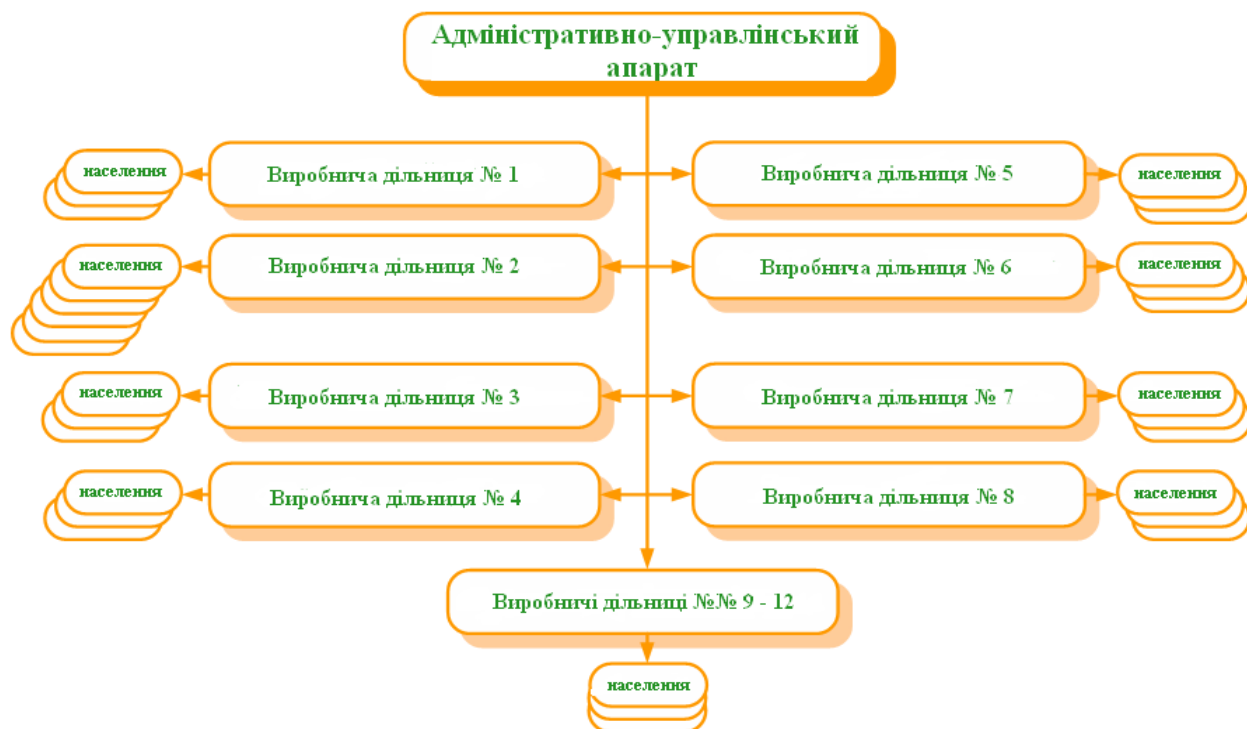 Адміністративно-управлінський
апарат
населення
Виробнича дільниця № 1
Виробнича дільниця № 5
населення
населення
Виробнича дільниця № 2
Виробнича дільниця № 6
населення
населення
Виробнича дільниця № 3
Виробнича дільниця № 7
населення
населення
Виробнича дільниця № 4
Виробнича дільниця № 8
населення
Виробничі дільниці №№ 9 - 12
населення